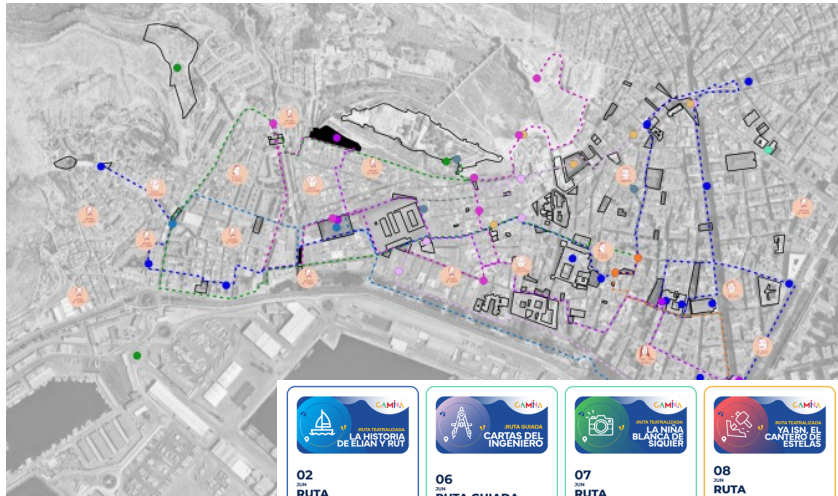 CAMINA
RUTA TEATRALIZADA
LA HISTORIA
DE ELIAN Y RUT
02
JUN
RUTA
CAMINA
RUTA GUIADA
CARTAS DEL
INGENIERO
06
JUN
RUTA GUIADA
CAMINA
RUTA TEATRALIZADA
LA NIÑA
BLANCA DE
SIQUIER
07
JUN
RUTA
CAMINA
RUTA TEATRALIZADA
YA ISN, EL
CANTERO DE
ESTELAS
08
JUN
RUTA